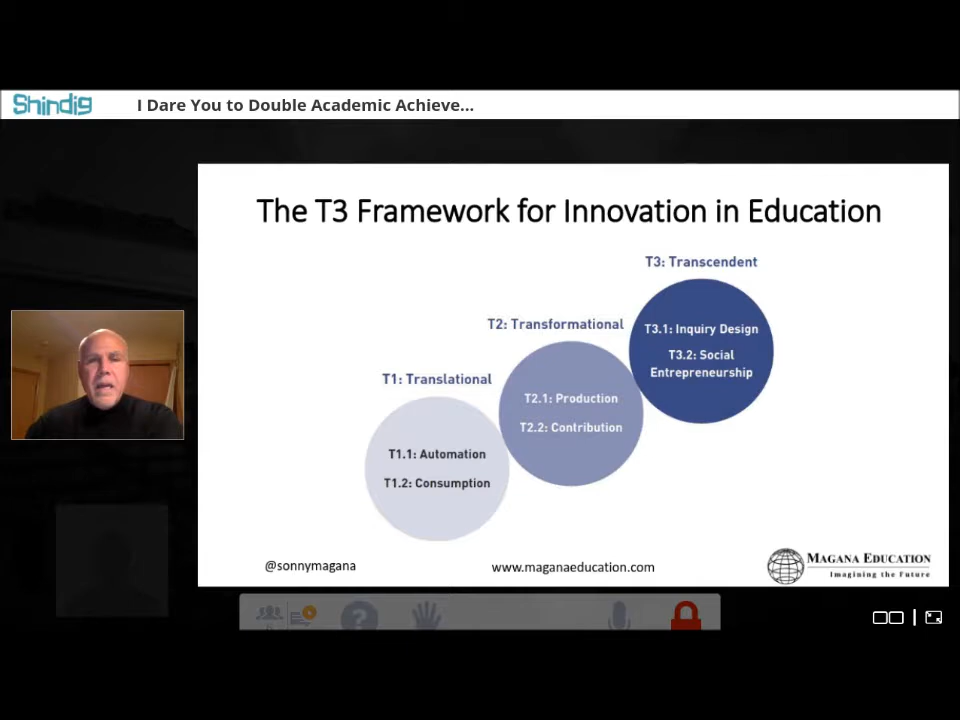 Shindig
I Dare You to Double Academic Achieve...
The T3 Framework for Innovation in Education
T3: Transcendent
T3.1: Inquiry Design
T3.2: Social
Entrepreneurship
T2: Transformational
T2.1: Production
T2.2: Contribution
T1: Translational
T1.1: Automation
T1.2: Consumption
@sonnymagana
www.maganaeducation.com
MAGANA EDUCATION
Imagining the Future
?